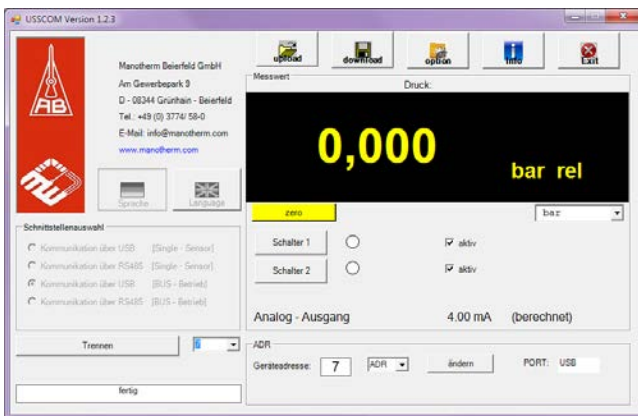 USSCOM Version 1.2.3
Manotherm Beierfeld GmbH
Am Gewerbepark 9
D - 08344 Grünhain - Beierfeld
Tel.: +49 (0) 3774/ 58-0
E-Mail: info@manotherm.com
www.manotherm.com
AB
Sprache
Language
upload
download
option
Info
Exit
Messwert
Druck:
0,000
bar rel
zero
bar
Schnittstellenauswahl
Kommunikation über USB [Single - Sensor]
Kommunikation über RS485 [Single - Sensor]
Kommunikation über USB [BUS - Betrieb]
Kommunikation über RS485 [BUS - Betrieb]
Schalter 1
aktiv
Schalter 2
aktiv
Analog - Ausgang 4.00 mA (berechnet)
Trennen
7
ADR
Geräteadresse: 7 ADR ändern PORT: USB
fertig